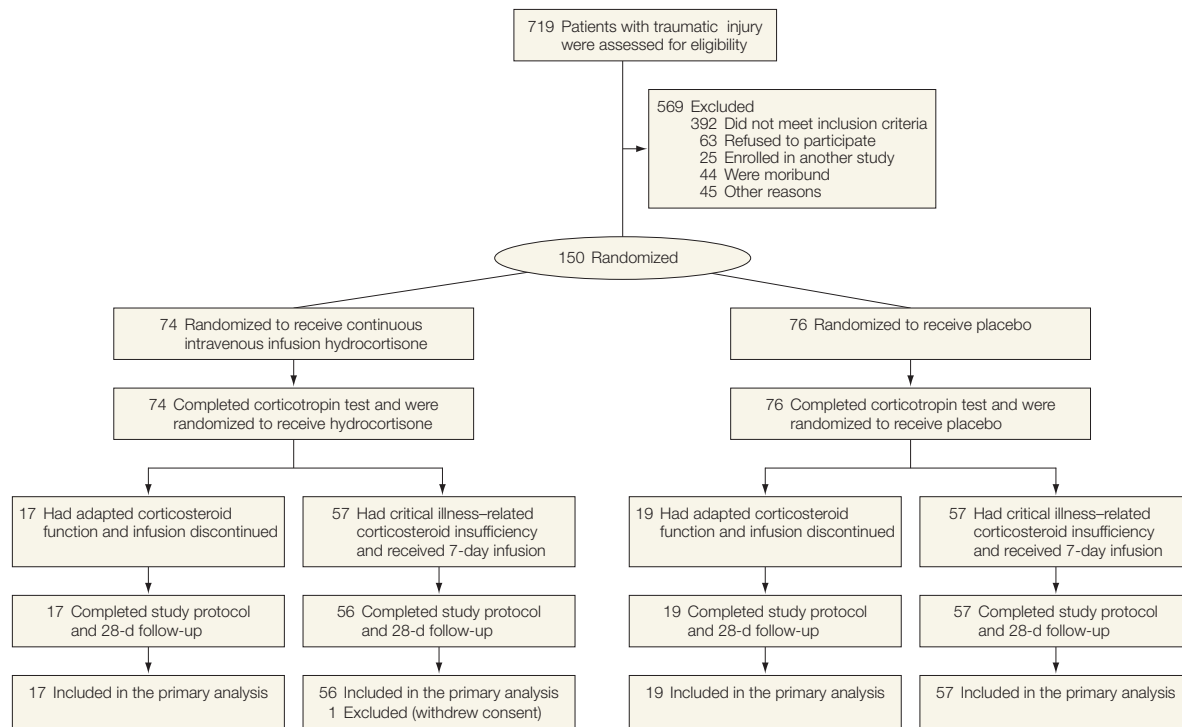 719 Patients with traumatic injury
were assessed for eligibility
569 Excluded
392 Did not meet inclusion criteria
63 Refused to participate
25 Enrolled in another study
44 Were moribund
45 Other reasons
150 Randomized
74 Randomized to receive continuous
intravenous infusion hydrocortisone
76 Randomized to receive placebo
74 Completed corticotropin test and were
randomized to receive hydrocortisone
76 Completed corticotropin test and were
randomized to receive placebo
17 Had adapted corticosteroid
function and infusion discontinued
57 Had critical illness–related
corticosteroid insufficiency
and received 7-day infusion
19 Had adapted corticosteroid
function and infusion discontinued
57 Had critical illness–related
corticosteroid insufficiency
and received 7-day infusion
17 Completed study protocol
and 28-d follow-up
56 Completed study protocol
and 28-d follow-up
19 Completed study protocol
and 28-d follow-up
57 Completed study protocol
and 28-d follow-up
17 Included in the primary analysis
56 Included in the primary analysis
1 Excluded (withdrew consent)
19 Included in the primary analysis
57 Included in the primary analysis